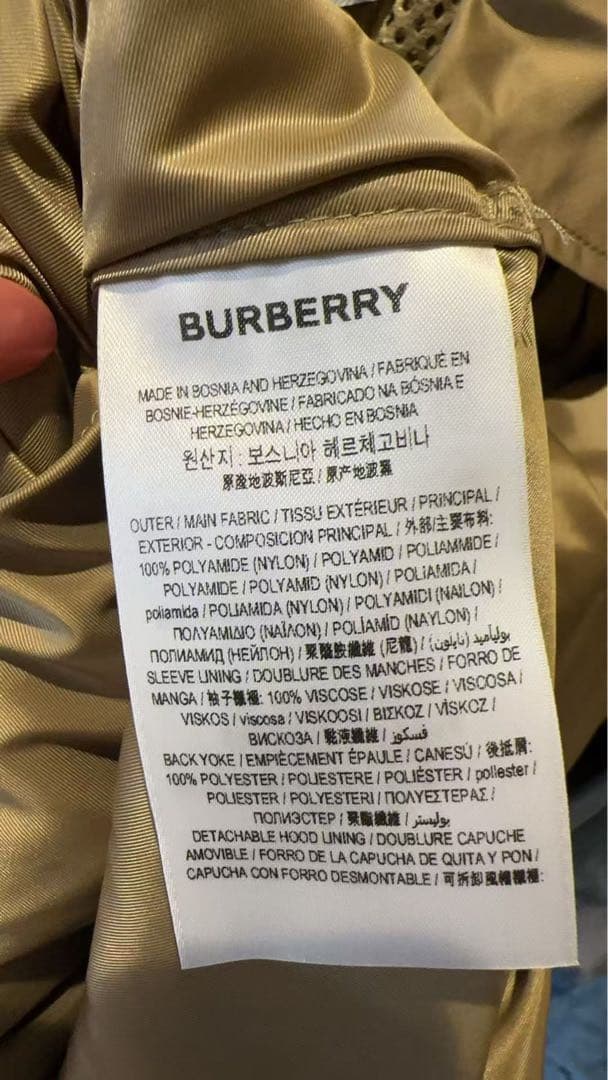 BURBERRY
MADE IN BOSNIA AND HERZEGOVINA / FABRIQUÉ EN
BOSNIE-HERZÉGOVINE / FABRICADO NA BÓSNIA E
HERZEGOVINA / HECHO EN BOSNIA
원산지 : 보스니아 헤르체고비나
原產地波斯尼亞 / 原产地波黑
OUTER / MAIN FABRIC / TISSU EXTÉRIEUR / PRINCIPAL /
EXTERIOR - COMPOSICION PRINCIPAL / 外部/主要布料:
100% POLYAMIDE (NYLON) / POLYAMID / POLIAMMIDE /
POLYAMIDE / POLYAMID (NYLON) / POLIAMIDA /
poliamida / POLIAMIDA (NYLON) / POLYAMIDI (NAILON) /
ΠΟΛΥΑΜΙΔΙΟ (ΝΑΪΛΟΝ) / POLİAMİD (NAYLON) /
ПОЛИАМИД (НЕЙЛОН) / 聚醯胺纖維 (尼龍) / بولياميد (نايلون) /
SLEEVE LINING / DOUBLURE DES MANCHES / FORRO DE
MANGA / 袖子襯裡: 100% VISCOSE / VISKOSE / VISCOSA /
VISKOS / viscosa / VISKOOSI / ΒΙΣΚΟΖ / VİSKOZ /
ВИСКОЗА / 黏液纖維 / فسكوز
BACK YOKE / EMPIÈCEMENT ÉPAULE / CANESÚ / 後抵肩:
100% POLYESTER / POLIESTERE / POLIÉSTER / poliester /
POLIESTER / POLYESTERI / ΠΟΛΥΕΣΤΕΡΑΣ /
ПОЛИЭСТЕР / 聚酯纖維 / بوليستر
DETACHABLE HOOD LINING / DOUBLURE CAPUCHE
AMOVIBLE / FORRO DE LA CAPUCHA DE QUITA Y PON /
CAPUCHA CON FORRO DESMONTABLE / 可拆卸風帽襯裡: